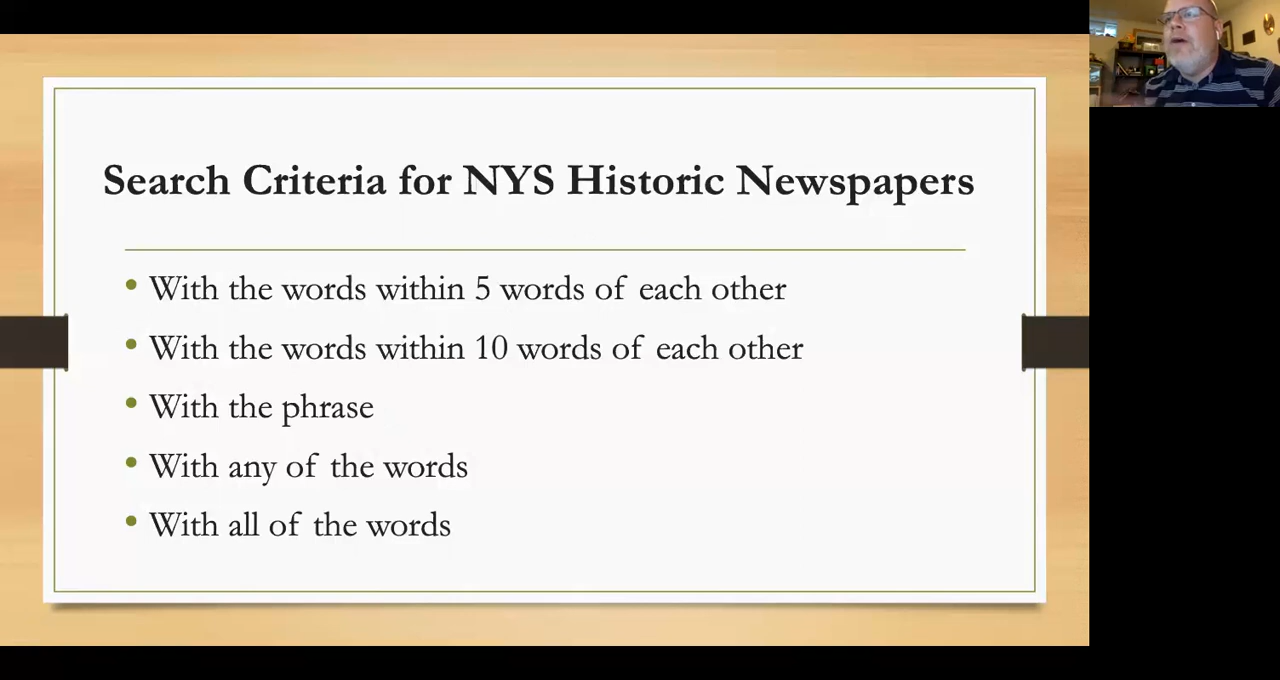 Search Criteria for NYS Historic Newspapers
• With the words within 5 words of each other
• With the words within 10 words of each other
• With the phrase
• With any of the words
• With all of the words